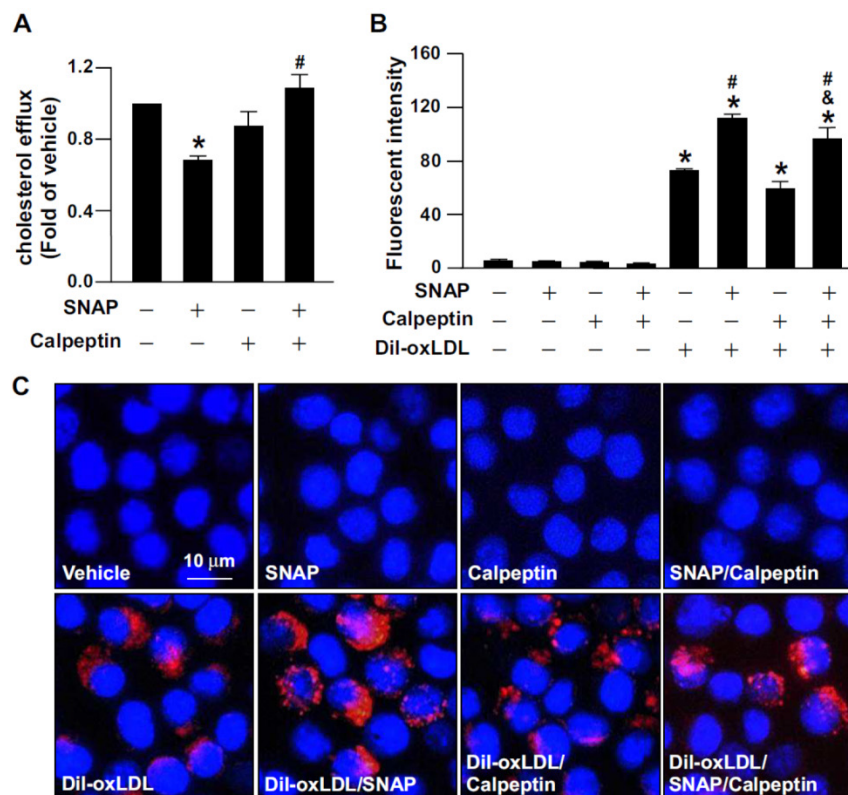 A
cholesterol efflux
(Fold of vehicle)
1.2
0.8
0.4
0.0
*
#
SNAP − + − +
Calpeptin − − + +
B
Fluorescent intensity
160
120
80
40
0
*
#
*
*
#
&
*
SNAP − + − + − + − +
Calpeptin − − + + − − + +
Dil-oxLDL − − − − + + + +
C
Vehicle
10 μm
SNAP
Calpeptin
SNAP/Calpeptin
Dil-oxLDL
Dil-oxLDL/SNAP
Dil-oxLDL/
Calpeptin
Dil-oxLDL/
SNAP/Calpeptin